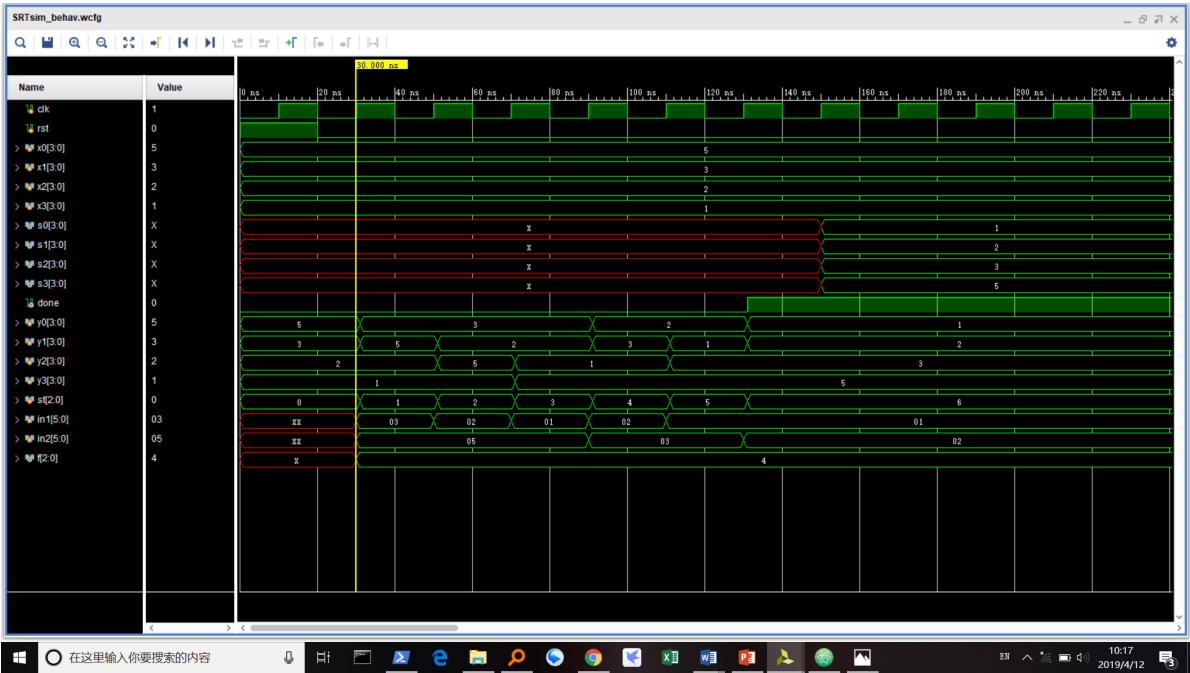 SRTsim_behav.wcfg
30.000 ns
Name Value
0 ns 20 ns 40 ns 60 ns 80 ns 100 ns 120 ns 140 ns 160 ns 180 ns 200 ns 220 ns 2
clk 1
rst 0
x0[3:0] 5 5
x1[3:0] 3 3
x2[3:0] 2 2
x3[3:0] 1 1
s0[3:0] X X 1
s1[3:0] X X 2
s2[3:0] X X 3
s3[3:0] X X 5
done 0
y0[3:0] 5 5 3 2 1
y1[3:0] 3 3 5 2 3 1 2
y2[3:0] 2 2 5 1 3
y3[3:0] 1 1 5
st[2:0] 0 0 1 2 3 4 5 6
in1[5:0] 03 XX 03 02 01 02 01
in2[5:0] 05 XX 05 03 02
f[2:0] 4 X 4
在这里输入你要搜索的内容
EN
10:17
2019/4/12
3